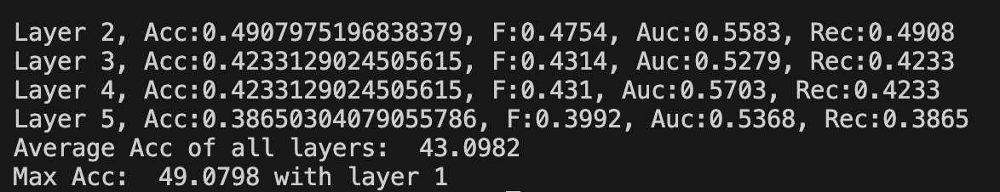 Layer 2, Acc:0.4907975196838379, F:0.4754, Auc:0.5583, Rec:0.4908
Layer 3, Acc:0.4233129024505615, F:0.4314, Auc:0.5279, Rec:0.4233
Layer 4, Acc:0.4233129024505615, F:0.431, Auc:0.5703, Rec:0.4233
Layer 5, Acc:0.38650304079055786, F:0.3992, Auc:0.5368, Rec:0.3865
Average Acc of all layers:  43.0982
Max Acc:  49.0798 with layer 1